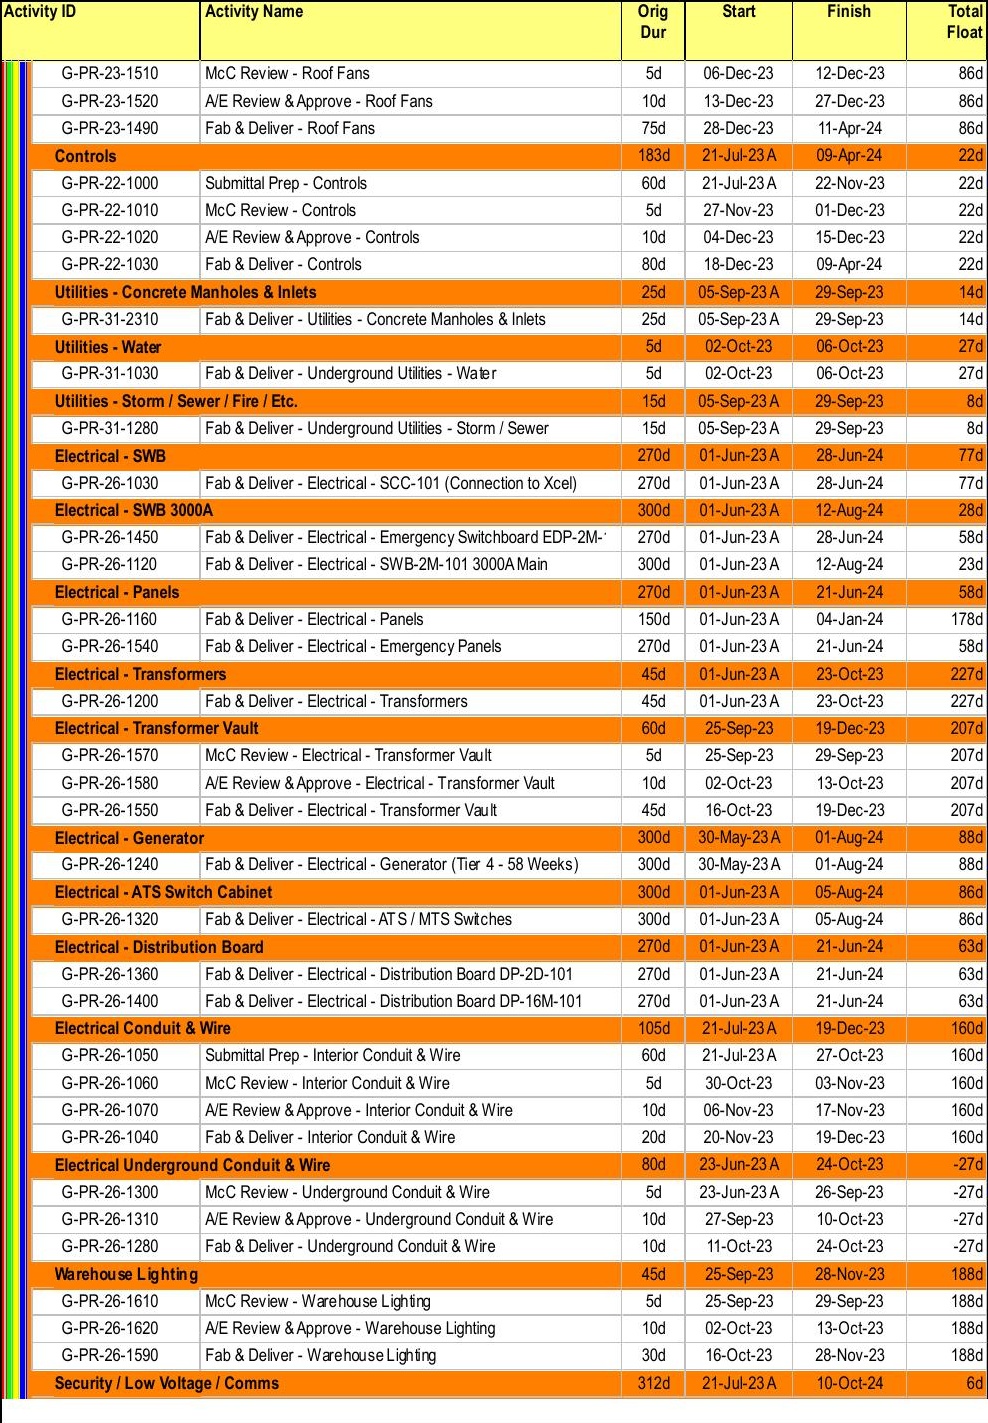 Activity ID Activity Name Orig Dur Start Finish Total Float
G-PR-23-1510 McC Review - Roof Fans 5d 06-Dec-23 12-Dec-23 86d
G-PR-23-1520 A/E Review & Approve - Roof Fans 10d 13-Dec-23 27-Dec-23 86d
G-PR-23-1490 Fab & Deliver - Roof Fans 75d 28-Dec-23 11-Apr-24 86d
Controls 183d 21-Jul-23 A 09-Apr-24 22d
G-PR-22-1000 Submittal Prep - Controls 60d 21-Jul-23 A 22-Nov-23 22d
G-PR-22-1010 McC Review - Controls 5d 27-Nov-23 01-Dec-23 22d
G-PR-22-1020 A/E Review & Approve - Controls 10d 04-Dec-23 15-Dec-23 22d
G-PR-22-1030 Fab & Deliver - Controls 80d 18-Dec-23 09-Apr-24 22d
Utilities - Concrete Manholes & Inlets 25d 05-Sep-23 A 29-Sep-23 14d
G-PR-31-2310 Fab & Deliver - Utilities - Concrete Manholes & Inlets 25d 05-Sep-23 A 29-Sep-23 14d
Utilities - Water 5d 02-Oct-23 06-Oct-23 27d
G-PR-31-1030 Fab & Deliver - Underground Utilities - Water 5d 02-Oct-23 06-Oct-23 27d
Utilities - Storm / Sewer / Fire / Etc. 15d 05-Sep-23 A 29-Sep-23 8d
G-PR-31-1280 Fab & Deliver - Underground Utilities - Storm / Sewer 15d 05-Sep-23 A 29-Sep-23 8d
Electrical - SWB 270d 01-Jun-23 A 28-Jun-24 77d
G-PR-26-1030 Fab & Deliver - Electrical - SCC-101 (Connection to Xcel) 270d 01-Jun-23 A 28-Jun-24 77d
Electrical - SWB 3000A 300d 01-Jun-23 A 12-Aug-24 28d
G-PR-26-1450 Fab & Deliver - Electrical - Emergency Switchboard EDP-2M- 270d 01-Jun-23 A 28-Jun-24 58d
G-PR-26-1120 Fab & Deliver - Electrical - SWB-2M-101 3000A Main 300d 01-Jun-23 A 12-Aug-24 23d
Electrical - Panels 270d 01-Jun-23 A 21-Jun-24 58d
G-PR-26-1160 Fab & Deliver - Electrical - Panels 150d 01-Jun-23 A 04-Jan-24 178d
G-PR-26-1540 Fab & Deliver - Electrical - Emergency Panels 270d 01-Jun-23 A 21-Jun-24 58d
Electrical - Transformers 45d 01-Jun-23 A 23-Oct-23 227d
G-PR-26-1200 Fab & Deliver - Electrical - Transformers 45d 01-Jun-23 A 23-Oct-23 227d
Electrical - Transformer Vault 60d 25-Sep-23 19-Dec-23 207d
G-PR-26-1570 McC Review - Electrical - Transformer Vault 5d 25-Sep-23 29-Sep-23 207d
G-PR-26-1580 A/E Review & Approve - Electrical - Transformer Vault 10d 02-Oct-23 13-Oct-23 207d
G-PR-26-1550 Fab & Deliver - Electrical - Transformer Vault 45d 16-Oct-23 19-Dec-23 207d
Electrical - Generator 300d 30-May-23 A 01-Aug-24 88d
G-PR-26-1240 Fab & Deliver - Electrical - Generator (Tier 4 - 58 Weeks) 300d 30-May-23 A 01-Aug-24 88d
Electrical - ATS Switch Cabinet 300d 01-Jun-23 A 05-Aug-24 86d
G-PR-26-1320 Fab & Deliver - Electrical - ATS / MTS Switches 300d 01-Jun-23 A 05-Aug-24 86d
Electrical - Distribution Board 270d 01-Jun-23 A 21-Jun-24 63d
G-PR-26-1360 Fab & Deliver - Electrical - Distribution Board DP-2D-101 270d 01-Jun-23 A 21-Jun-24 63d
G-PR-26-1400 Fab & Deliver - Electrical - Distribution Board DP-16M-101 270d 01-Jun-23 A 21-Jun-24 63d
Electrical Conduit & Wire 105d 21-Jul-23 A 19-Dec-23 160d
G-PR-26-1050 Submittal Prep - Interior Conduit & Wire 60d 21-Jul-23 A 27-Oct-23 160d
G-PR-26-1060 McC Review - Interior Conduit & Wire 5d 30-Oct-23 03-Nov-23 160d
G-PR-26-1070 A/E Review & Approve - Interior Conduit & Wire 10d 06-Nov-23 17-Nov-23 160d
G-PR-26-1040 Fab & Deliver - Interior Conduit & Wire 20d 20-Nov-23 19-Dec-23 160d
Electrical Underground Conduit & Wire 80d 23-Jun-23 A 24-Oct-23 -27d
G-PR-26-1300 McC Review - Underground Conduit & Wire 5d 23-Jun-23 A 26-Sep-23 -27d
G-PR-26-1310 A/E Review & Approve - Underground Conduit & Wire 10d 27-Sep-23 10-Oct-23 -27d
G-PR-26-1280 Fab & Deliver - Underground Conduit & Wire 10d 11-Oct-23 24-Oct-23 -27d
Warehouse Lighting 45d 25-Sep-23 28-Nov-23 188d
G-PR-26-1610 McC Review - Warehouse Lighting 5d 25-Sep-23 29-Sep-23 188d
G-PR-26-1620 A/E Review & Approve - Warehouse Lighting 10d 02-Oct-23 13-Oct-23 188d
G-PR-26-1590 Fab & Deliver - Warehouse Lighting 30d 16-Oct-23 28-Nov-23 188d
Security / Low Voltage / Comms 312d 21-Jul-23 A 10-Oct-24 6d